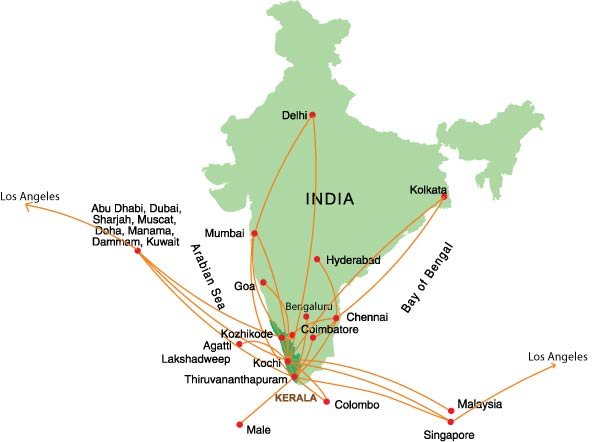 Delhi
Kolkata
INDIA
Los Angeles
Abu Dhabi, Dubai,
Sharjah, Muscat,
Doha, Manama,
Dammam, Kuwait
Mumbai
Arabian Sea
Bay of Bengal
Hyderabad
Goa
Bengaluru
Chennai
Kozhikode
Coimbatore
Agatti
Lakshadweep
Kochi
Los Angeles
Thiruvananthapuram
KERALA
Colombo
Malaysia
Male
Singapore